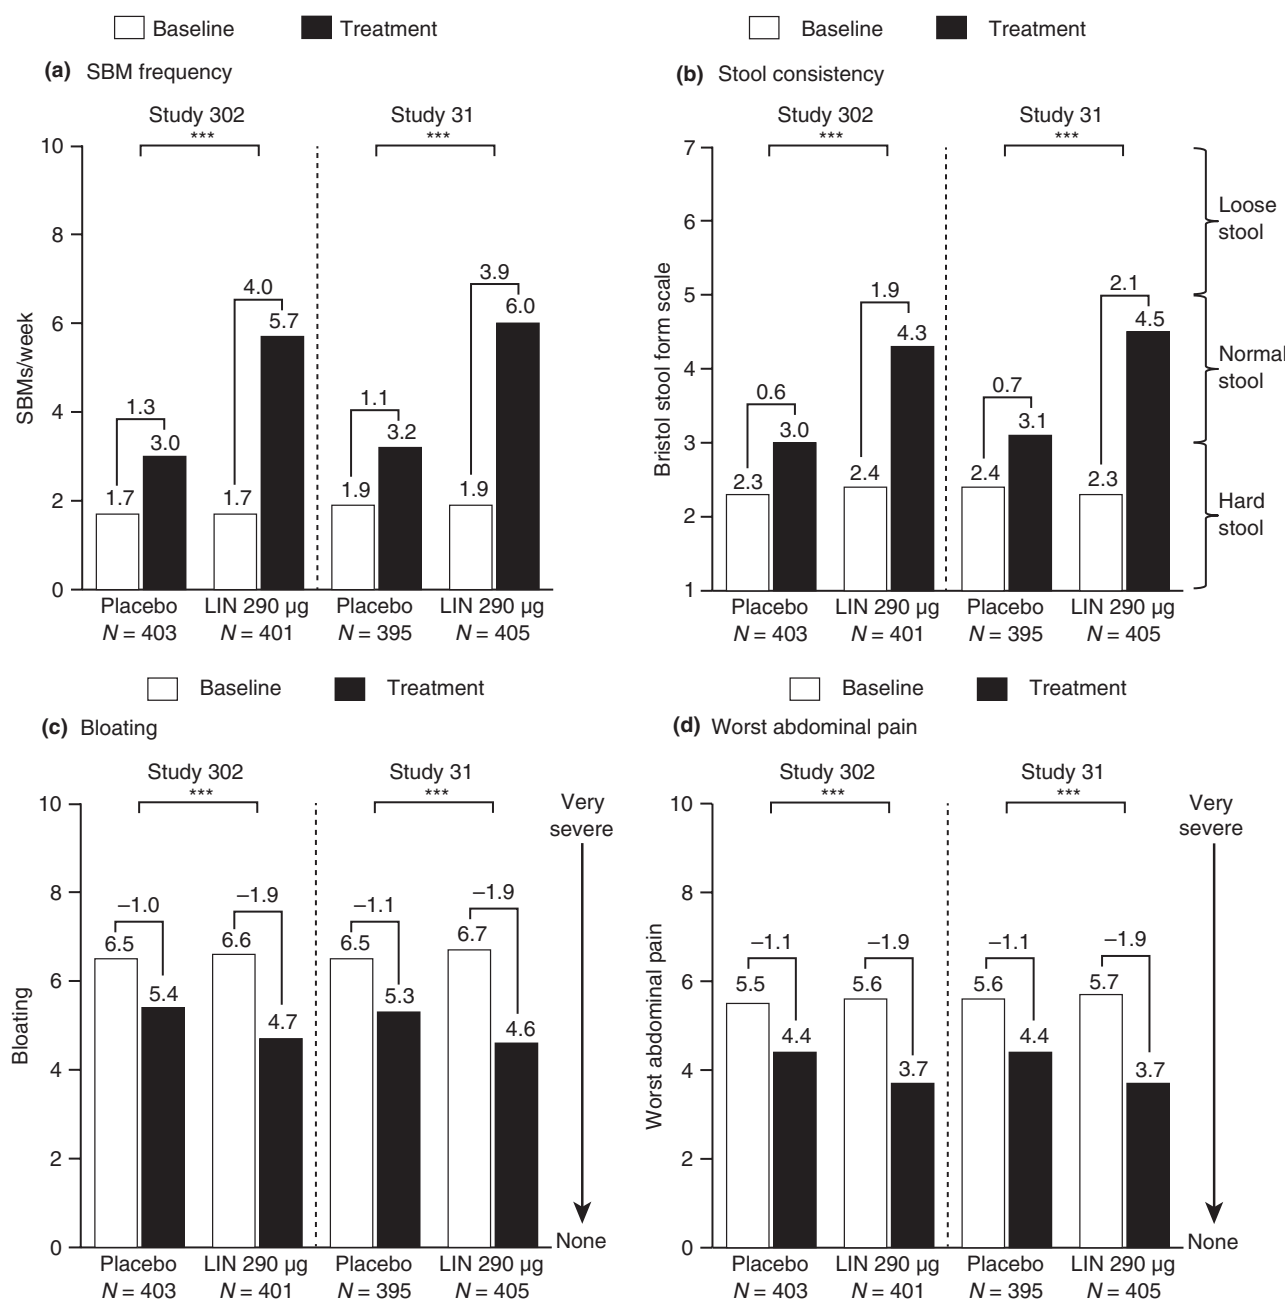 Baseline Treatment
(a) SBM frequency
Study 302 Study 31
*** ***
10
8
6
4
2
0
SBMs/week
1.7 1.3 3.0
1.7 4.0 5.7
1.9 1.1 3.2
1.9 3.9 6.0
Placebo LIN 290 µg Placebo LIN 290 µg
N = 403 N = 401 N = 395 N = 405
Baseline Treatment
(b) Stool consistency
Study 302 Study 31
*** ***
7
6
5
4
3
2
1
Bristol stool form scale
2.3 0.6 3.0
2.4 1.9 4.3
2.4 0.7 3.1
2.3 2.1 4.5
Loose
stool
Normal
stool
Hard
stool
Placebo LIN 290 µg Placebo LIN 290 µg
N = 403 N = 401 N = 395 N = 405
Baseline Treatment
(c) Bloating
Study 302 Study 31
*** ***
10
8
6
4
2
0
Bloating
6.5 –1.0 5.4
6.6 –1.9 4.7
6.5 –1.1 5.3
6.7 –1.9 4.6
Very
severe
None
Placebo LIN 290 µg Placebo LIN 290 µg
N = 403 N = 401 N = 395 N = 405
Baseline Treatment
(d) Worst abdominal pain
Study 302 Study 31
*** ***
10
8
6
4
2
0
Worst abdominal pain
5.5 –1.1 4.4
5.6 –1.9 3.7
5.6 –1.1 4.4
5.7 –1.9 3.7
Very
severe
None
Placebo LIN 290 µg Placebo LIN 290 µg
N = 403 N = 401 N = 395 N = 405